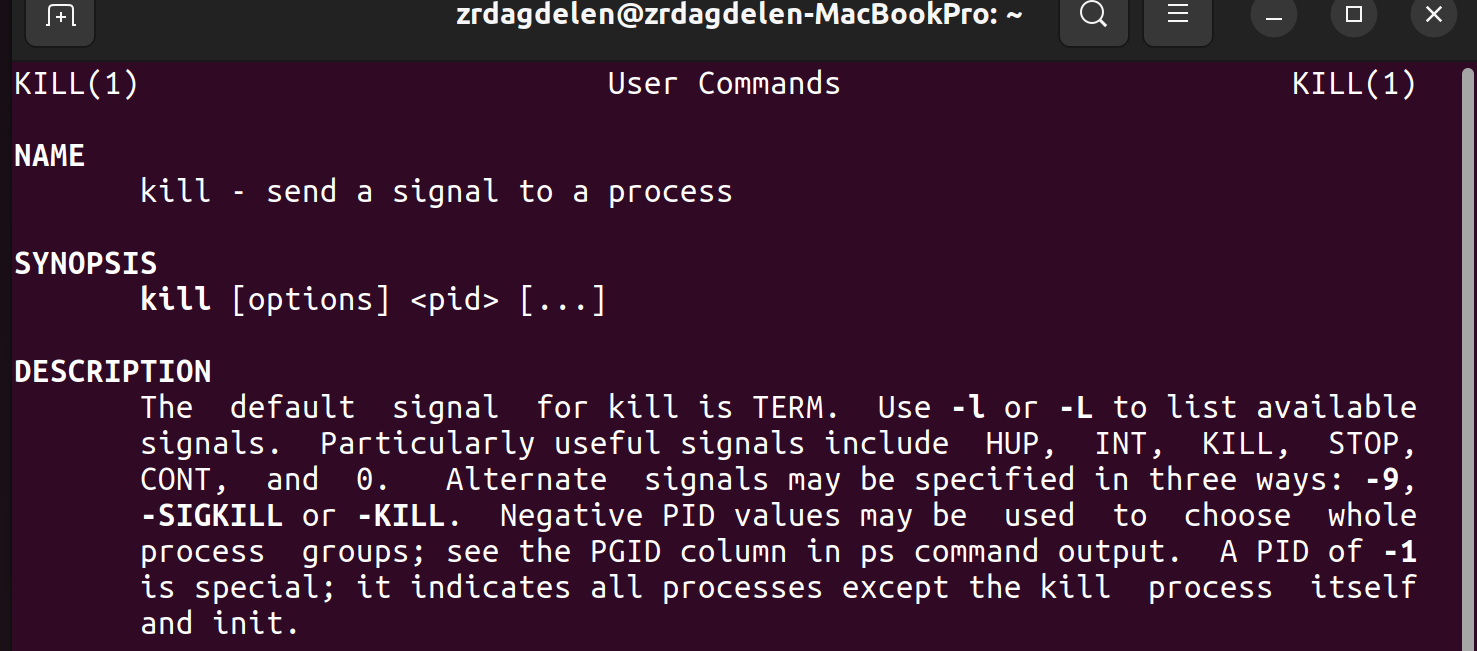 zrdagdelen@zrdagdelen-MacBookPro: ~
KILL(1) User Commands KILL(1)
NAME
kill - send a signal to a process
SYNOPSIS
kill [options] <pid> [...]
DESCRIPTION
The default signal for kill is TERM. Use -l or -L to list available
signals. Particularly useful signals include HUP, INT, KILL, STOP,
CONT, and 0. Alternate signals may be specified in three ways: -9,
-SIGKILL or -KILL. Negative PID values may be used to choose whole
process groups; see the PGID column in ps command output. A PID of -1
is special; it indicates all processes except the kill process itself
and init.